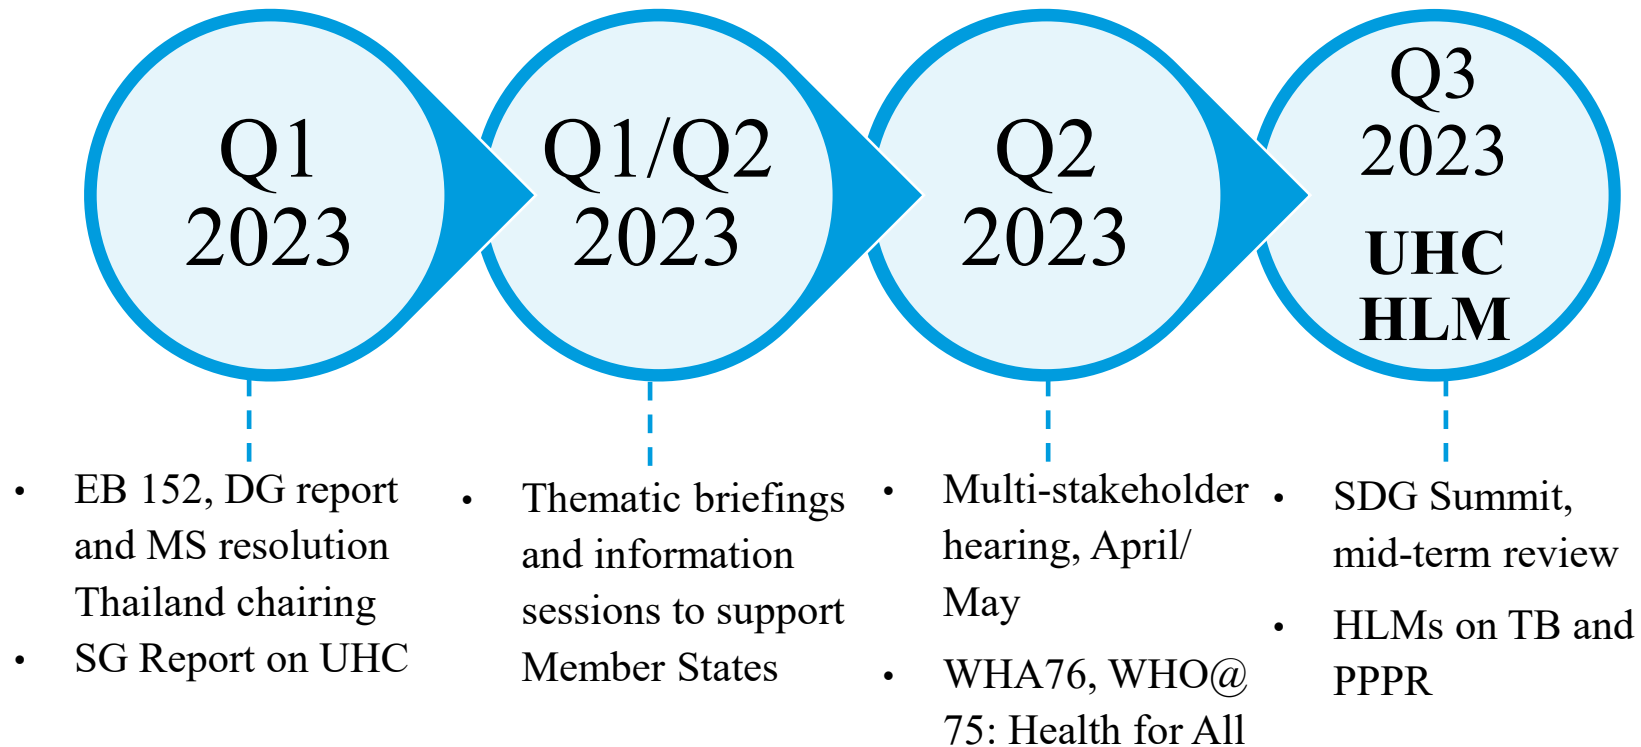 Q1
2023
Q1/Q2
2023
Q2
2023
Q3
2023
UHC
HLM
• EB 152, DG report
and MS resolution
Thailand chairing
• SG Report on UHC
• Thematic briefings
and information
sessions to support
Member States
• Multi-stakeholder
hearing, April/
May
• WHA76, WHO@
75: Health for All
• SDG Summit,
mid-term review
• HLMs on TB and
PPPR